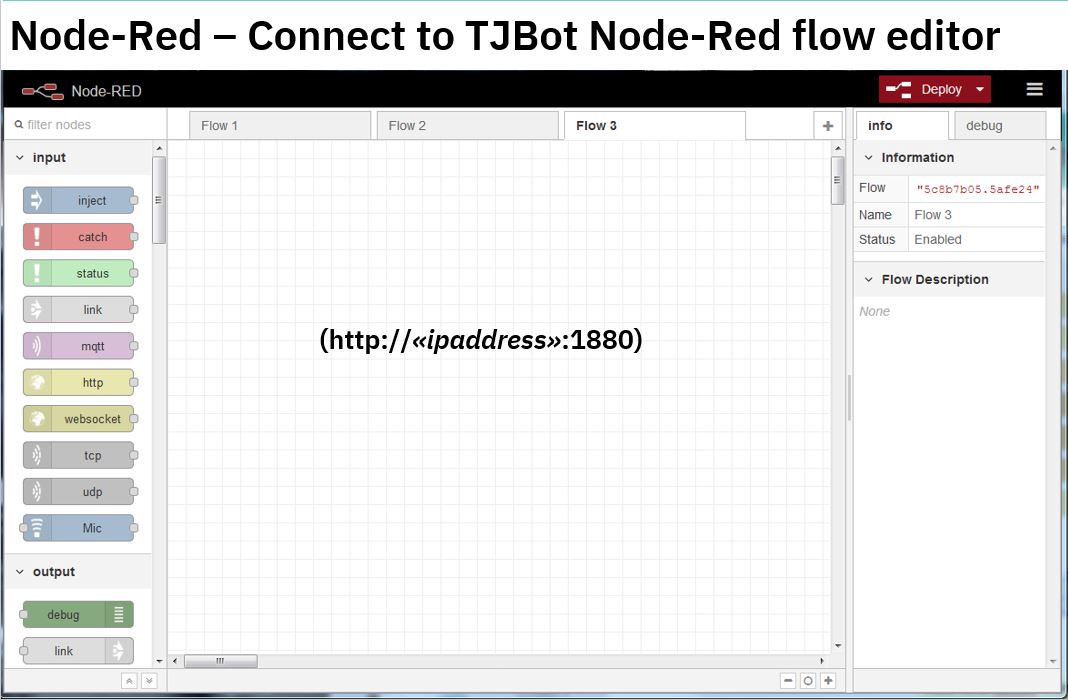 Node-Red – Connect to TJBot Node-Red flow editor
Node-RED
Deploy
filter nodes
Flow 1
Flow 2
Flow 3
info
debug
input
inject
catch
status
link
mqtt
http
websocket
tcp
udp
Mic
output
debug
link
(http://«ipaddress»:1880)
Information
Flow "5c8b7b05.5afe24"
Name Flow 3
Status Enabled
Flow Description
None